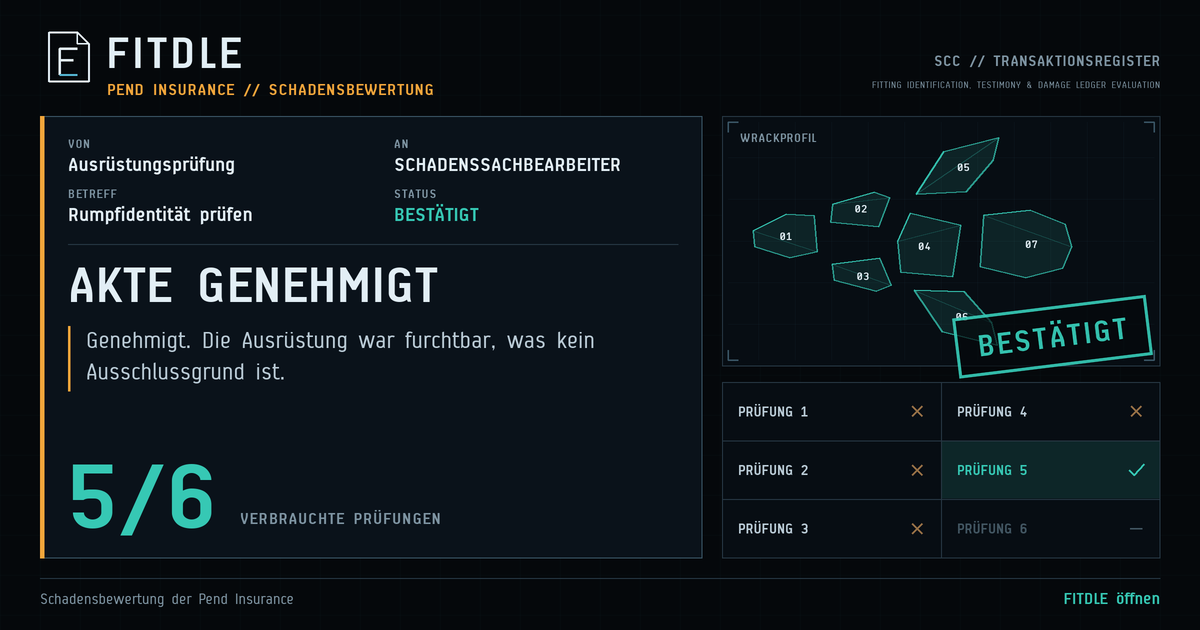 FITDLE
PEND INSURANCE // SCHADENSBEWERTUNG
SCC // TRANSAKTIONSREGISTER
FITTING IDENTIFICATION, TESTIMONY & DAMAGE LEDGER EVALUATION
VON
Ausrüstungsprüfung
AN
SCHADENSSACHBEARBEITER
BETREFF
Rumpfidentität prüfen
STATUS
BESTÄTIGT
AKTE GENEHMIGT
Genehmigt. Die Ausrüstung war furchtbar, was kein
Ausschlussgrund ist.
5/6 VERBRAUCHTE PRÜFUNGEN
WRACKPROFIL
05
02
01
04
07
03
06
BESTÄTIGT
PRÜFUNG 1
PRÜFUNG 4
PRÜFUNG 2
PRÜFUNG 5
PRÜFUNG 3
PRÜFUNG 6
Schadensbewertung der Pend Insurance
FITDLE öffnen